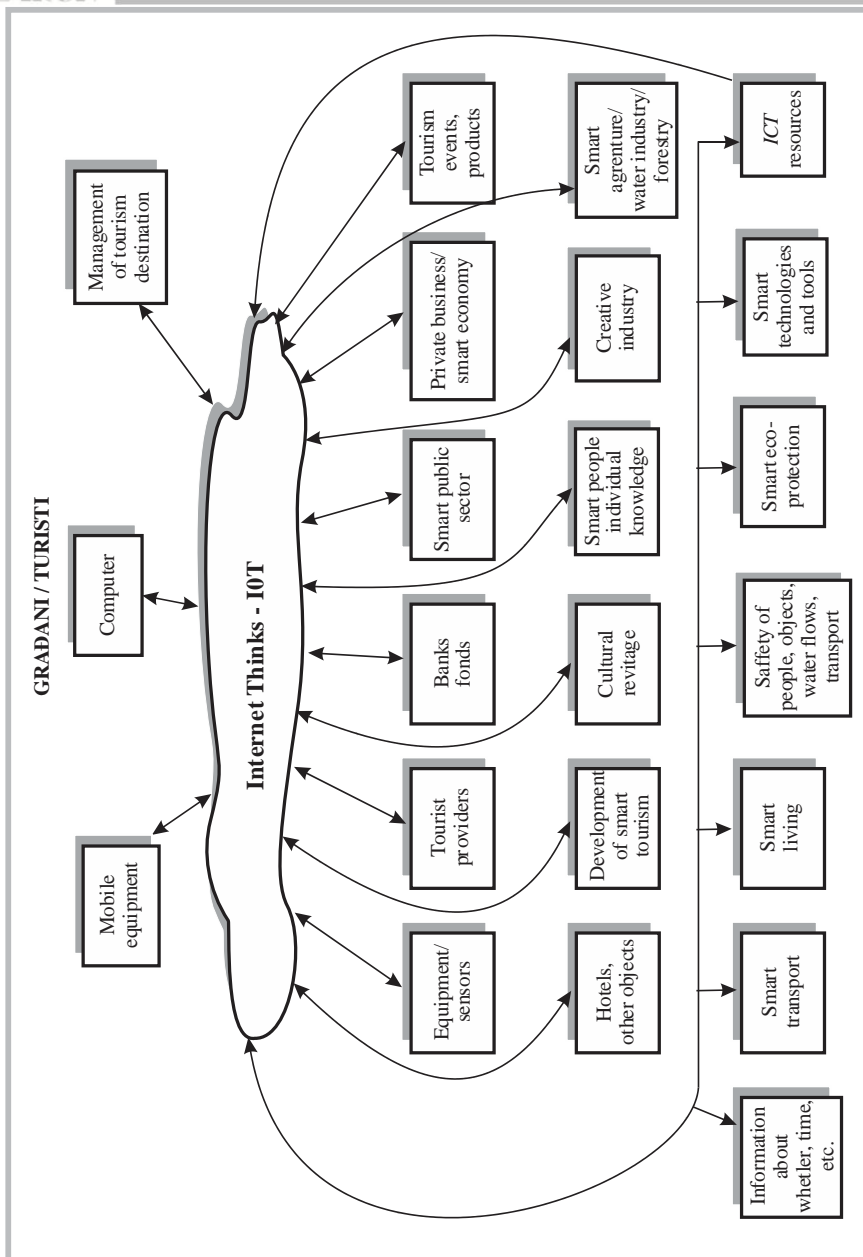 GRAĐANI / TURISTI
Mobile
equipment
Computer
Management
of tourism
destination
Internet Thinks - I0T
Equipment/
sensors
Tourist
providers
Banks
fonds
Smart public
sector
Private business/
smart economy
Tourism
events,
products
Hotels,
other objects
Development
of smart
tourism
Cultural
revitage
Smart people
individual
knowledge
Creative
industry
Smart
agrenture/
water industry/
forestry
Information
about
whetler, time,
etc.
Smart
transport
Smart
living
Saffety of
people, objects,
water flows,
transport
Smart eco-
protection
Smart
technologies
and tools
ICT
resources